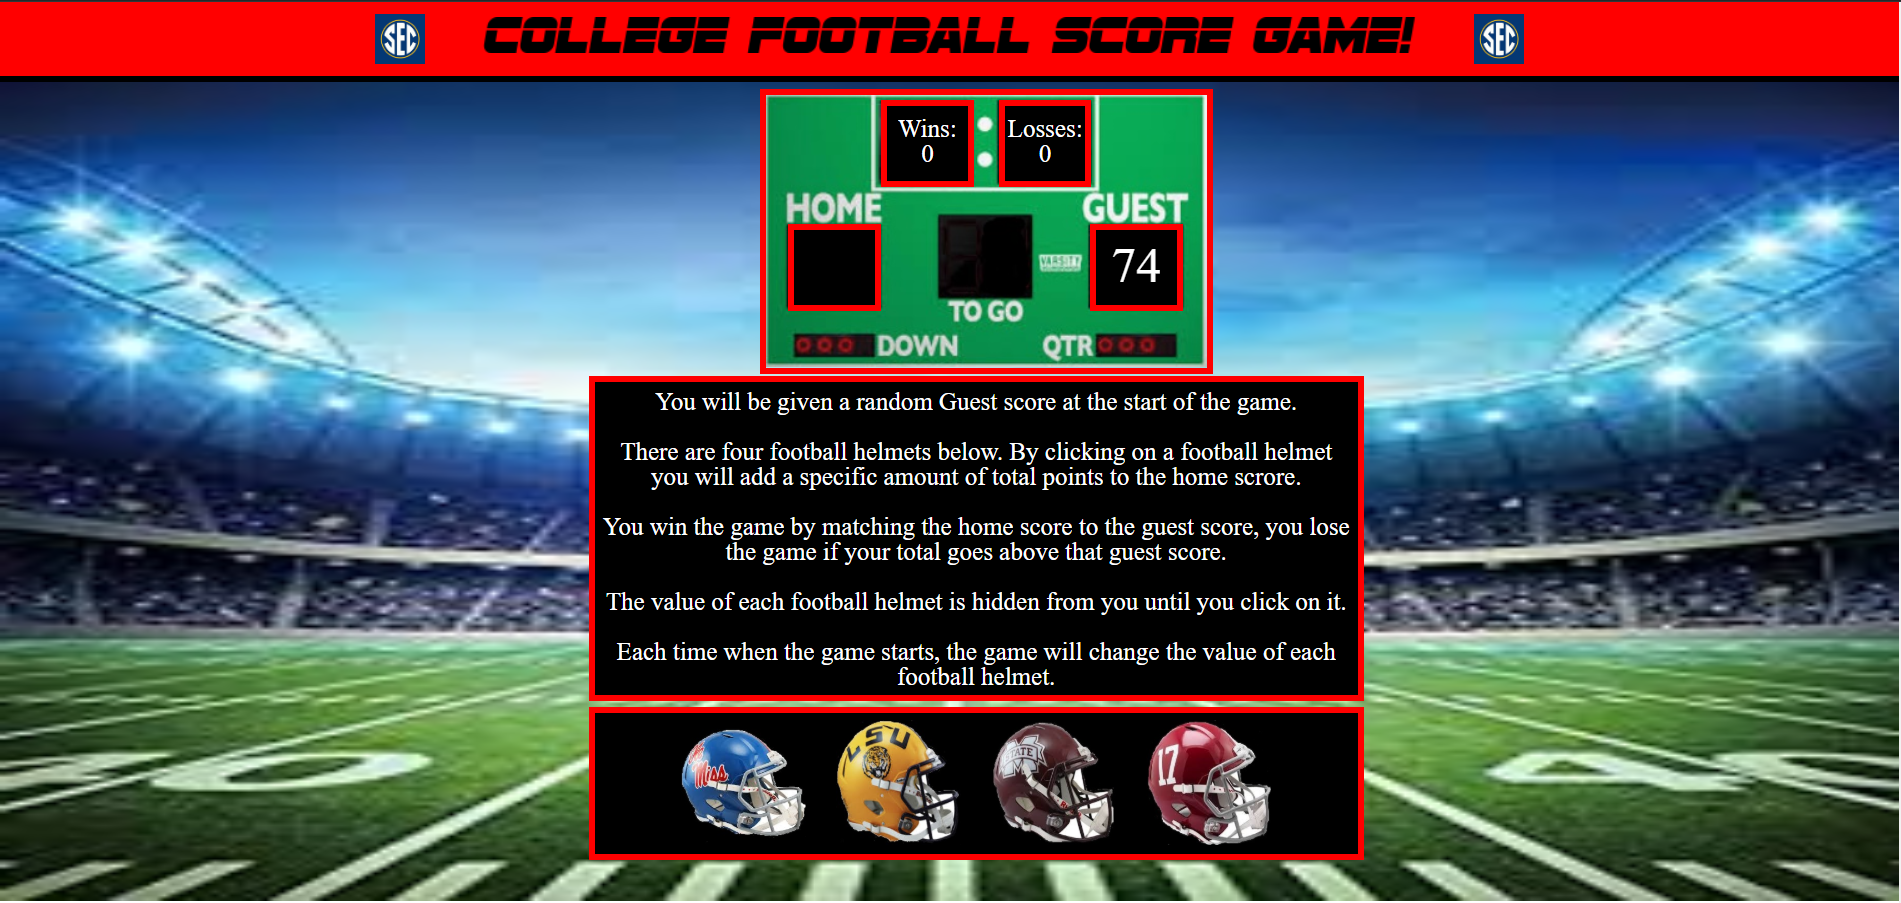 SEC
COLLEGE FOOTBALL SCORE GAME!
SEC
Wins:
0
Losses:
0
HOME
GUEST
74
VARSITY
TO GO
DOWN
QTR
You will be given a random Guest score at the start of the game.
There are four football helmets below. By clicking on a football helmet
you will add a specific amount of total points to the home scrore.
You win the game by matching the home score to the guest score, you lose
the game if your total goes above that guest score.
The value of each football helmet is hidden from you until you click on it.
Each time when the game starts, the game will change the value of each
football helmet.
Ole Miss
LSU
STATE
17